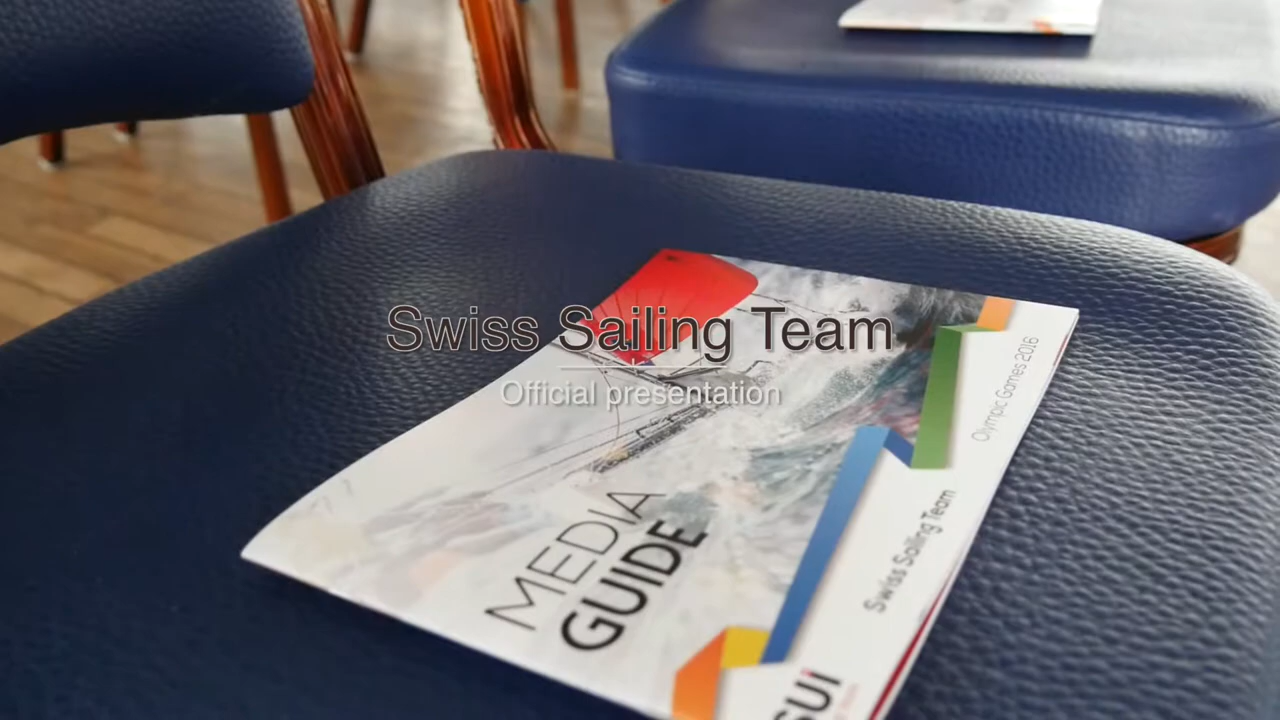 Swiss Sailing Team
Official presentation
MEDIA
GUIDE
Swiss Sailing Team
Olympic Games 2016
SUI